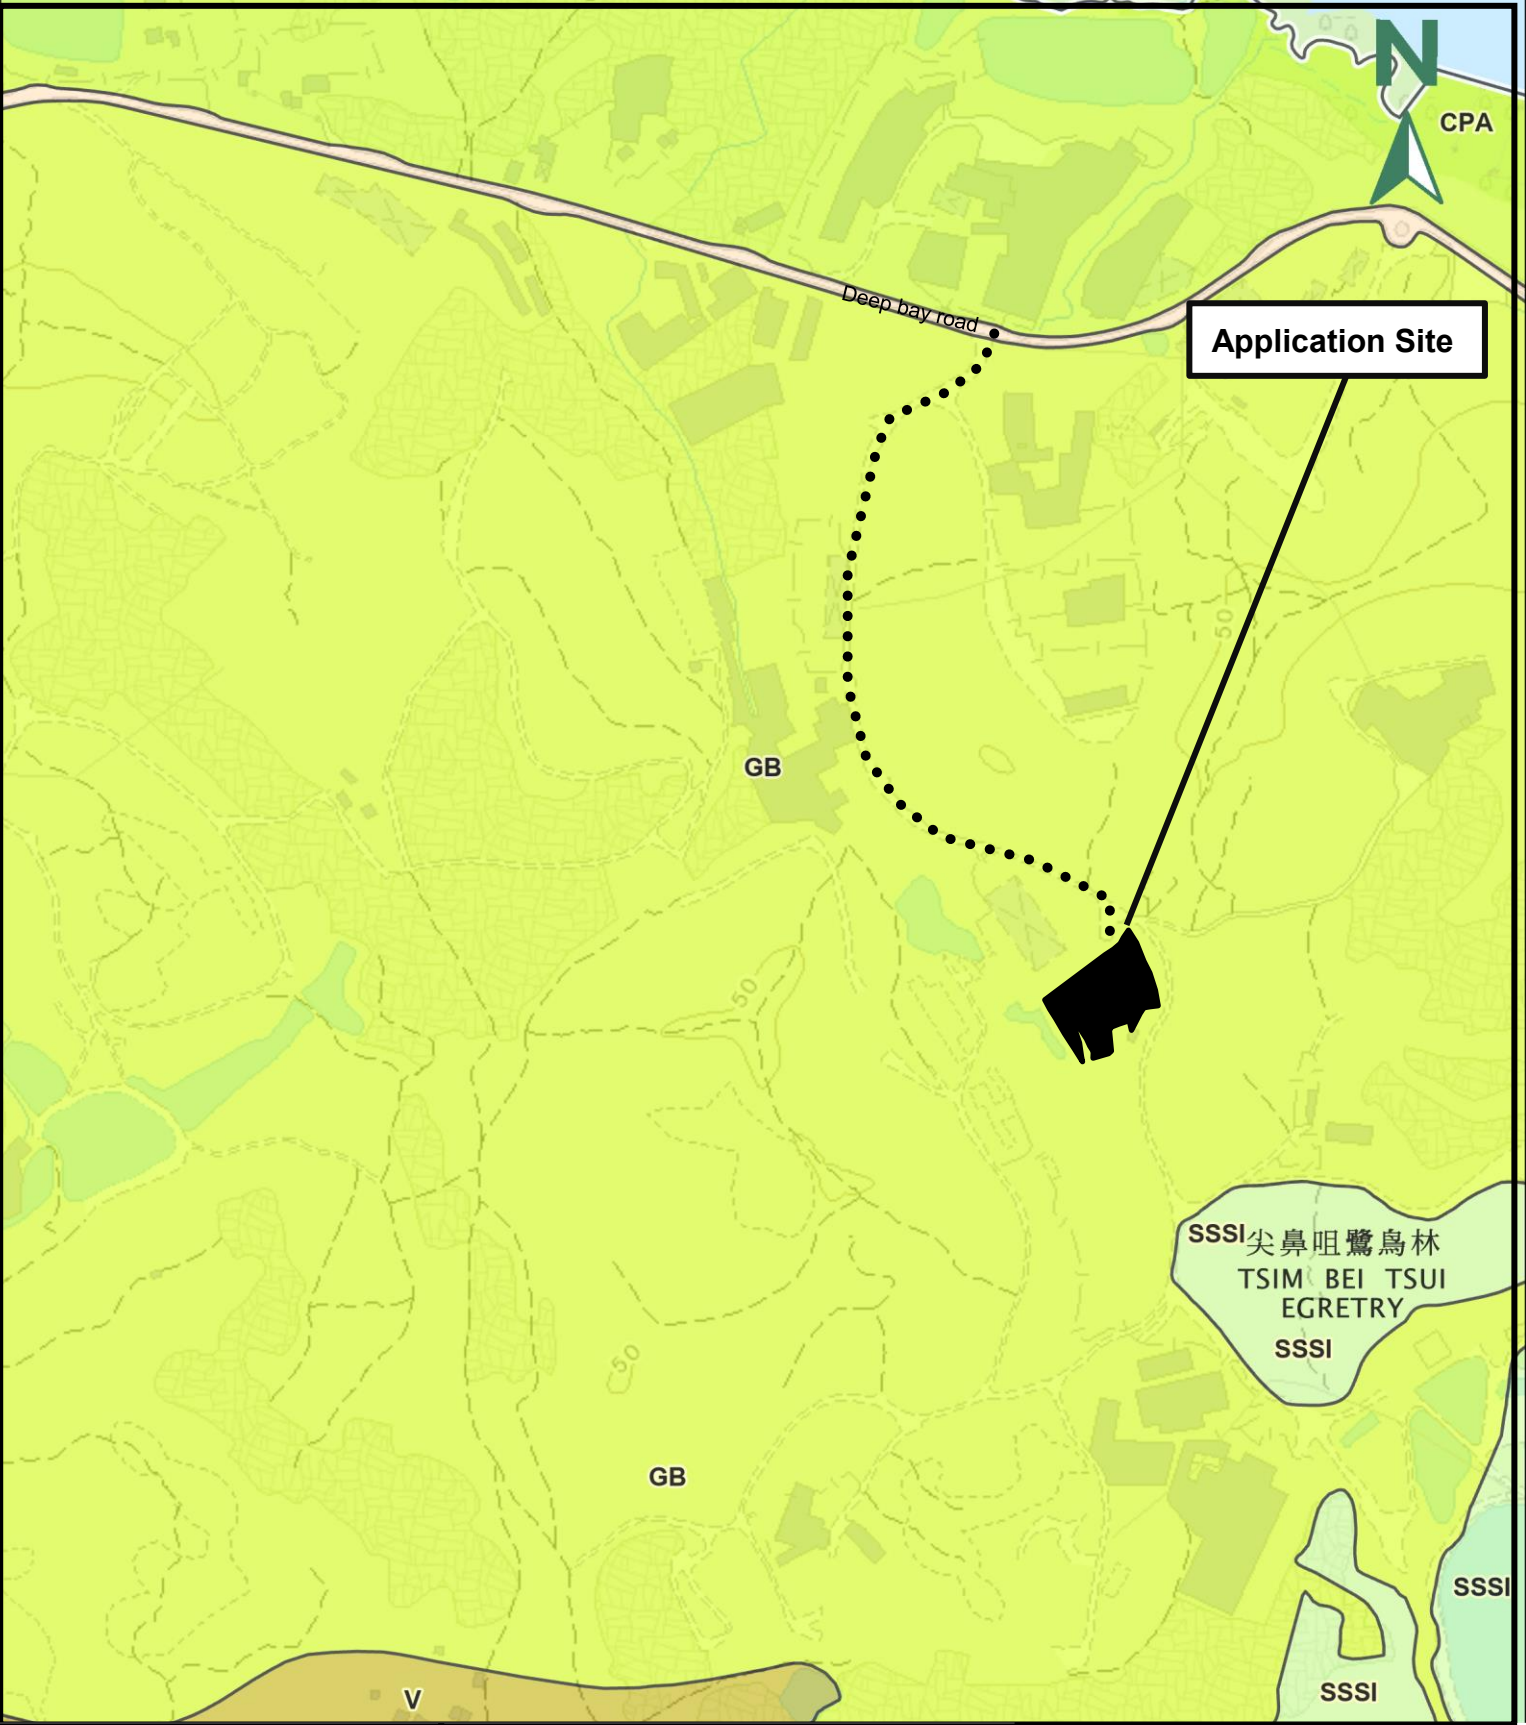 N
CPA
Deep bay road
Application Site
50
GB
50
SSSI
尖鼻咀鷺鳥林
TSIM BEI TSUI
EGRETRY
SSSI
50
GB
SSSI
V
SSSI